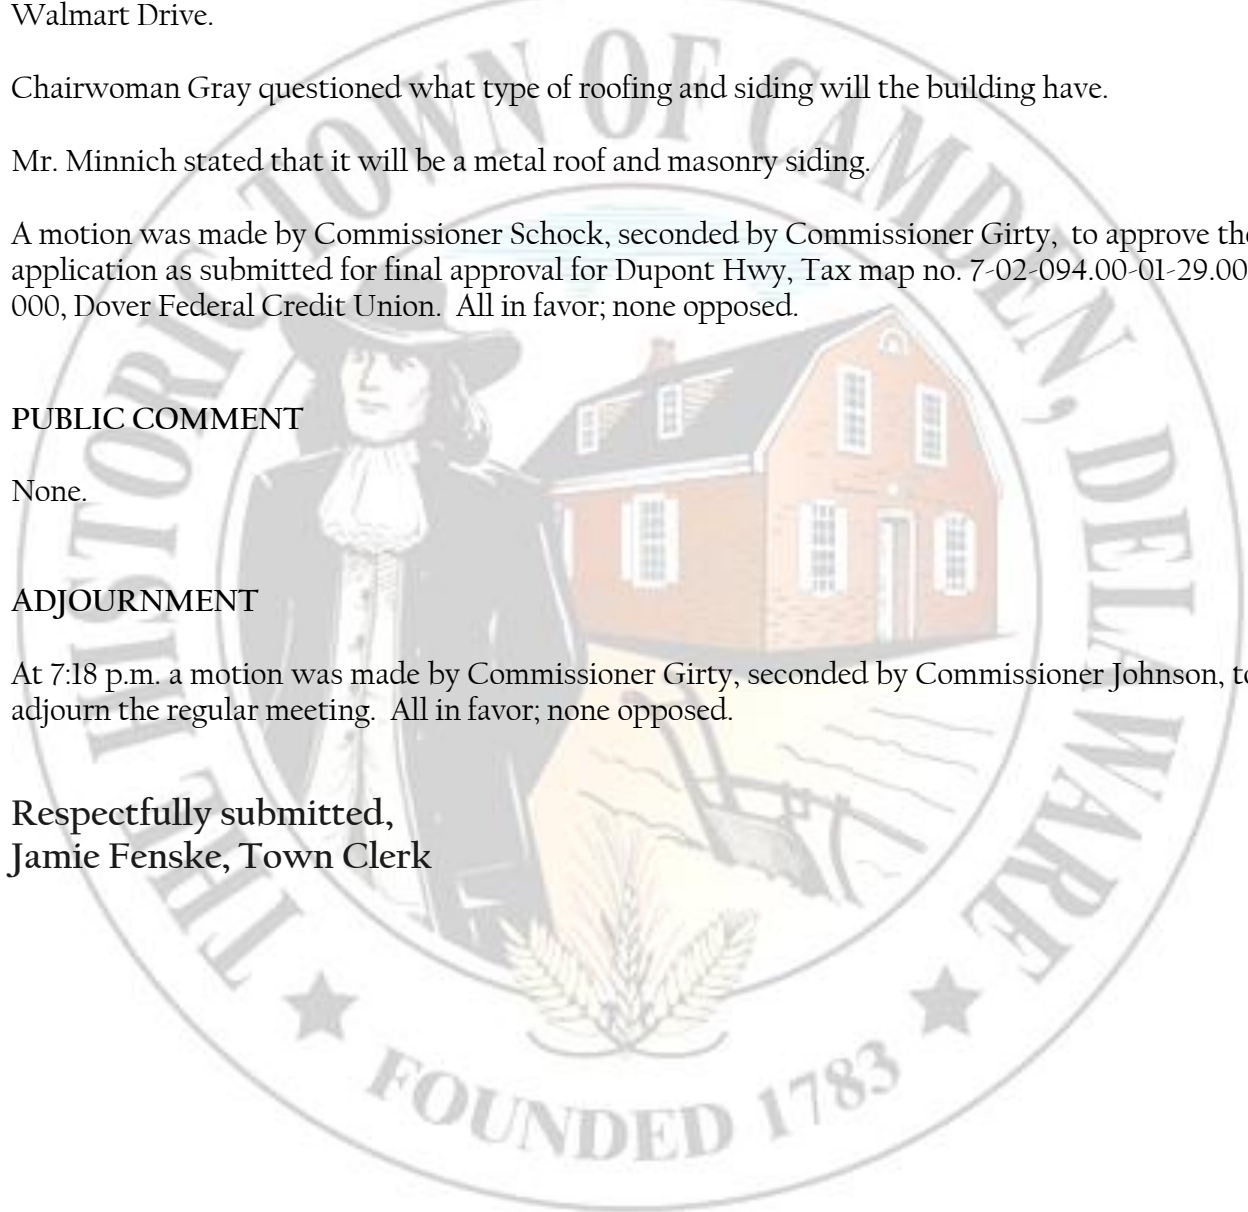 Walmart Drive.
Chairwoman Gray questioned what type of roofing and siding will the building have.
Mr. Minnich stated that it will be a metal roof and masonry siding.
A motion was made by Commissioner Schock, seconded by Commissioner Girty,  to approve the
application as submitted for final approval for Dupont Hwy, Tax map no. 7-02-094.00-01-29.00
000, Dover Federal Credit Union.  All in favor; none opposed.
PUBLIC COMMENT
None.
ADJOURNMENT
At 7:18 p.m. a motion was made by Commissioner Girty, seconded by Commissioner Johnson, to
adjourn the regular meeting.  All in favor; none opposed.
Respectfully submitted,
Jamie Fenske, Town Clerk
THE HISTORIC TOWN OF CAMDEN, DELAWARE
FOUNDED 1783